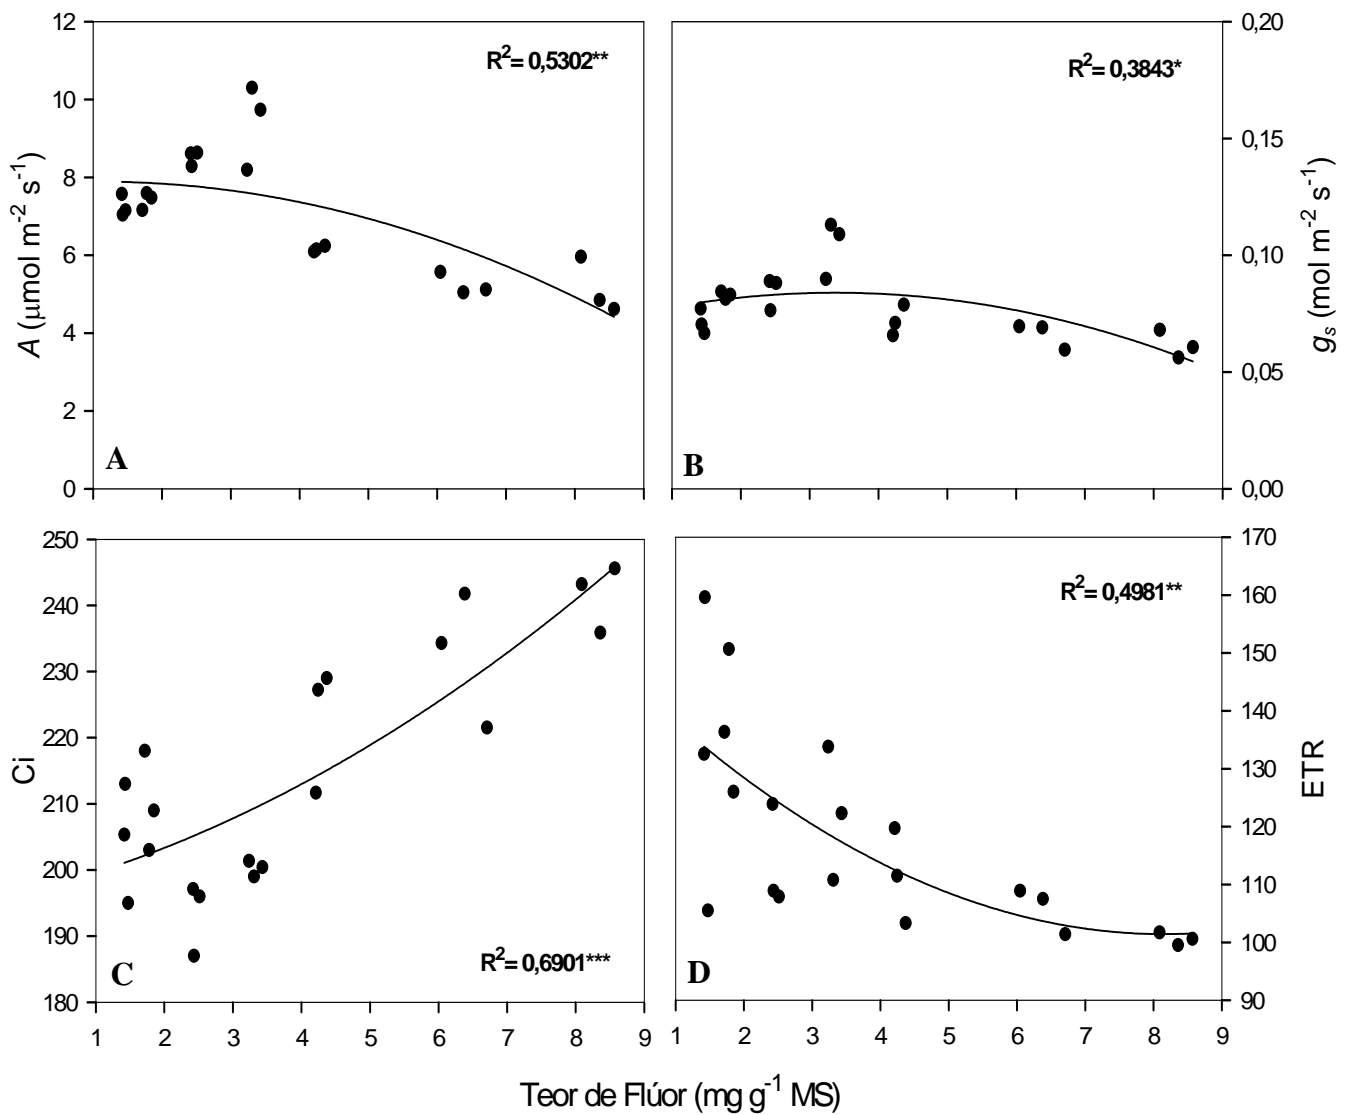 12
10
8
6
4
2
0
A (μmol m⁻² s⁻¹)
R²= 0,5302**
A
0,20
0,15
0,10
0,05
0,00
gₛ (mol m⁻² s⁻¹)
R²= 0,3843*
B
250
240
230
220
210
200
190
180
Ci
R²= 0,6901***
C
1 2 3 4 5 6 7 8 9
170
160
150
140
130
120
110
100
90
ETR
R²= 0,4981**
D
1 2 3 4 5 6 7 8 9
Teor de Flúor (mg g⁻¹ MS)